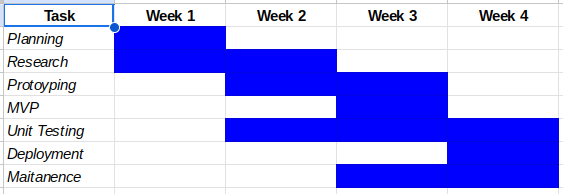 Task Week 1 Week 2 Week 3 Week 4
Planning
Research
Protoyping
MVP
Unit Testing
Deployment
Maitanence